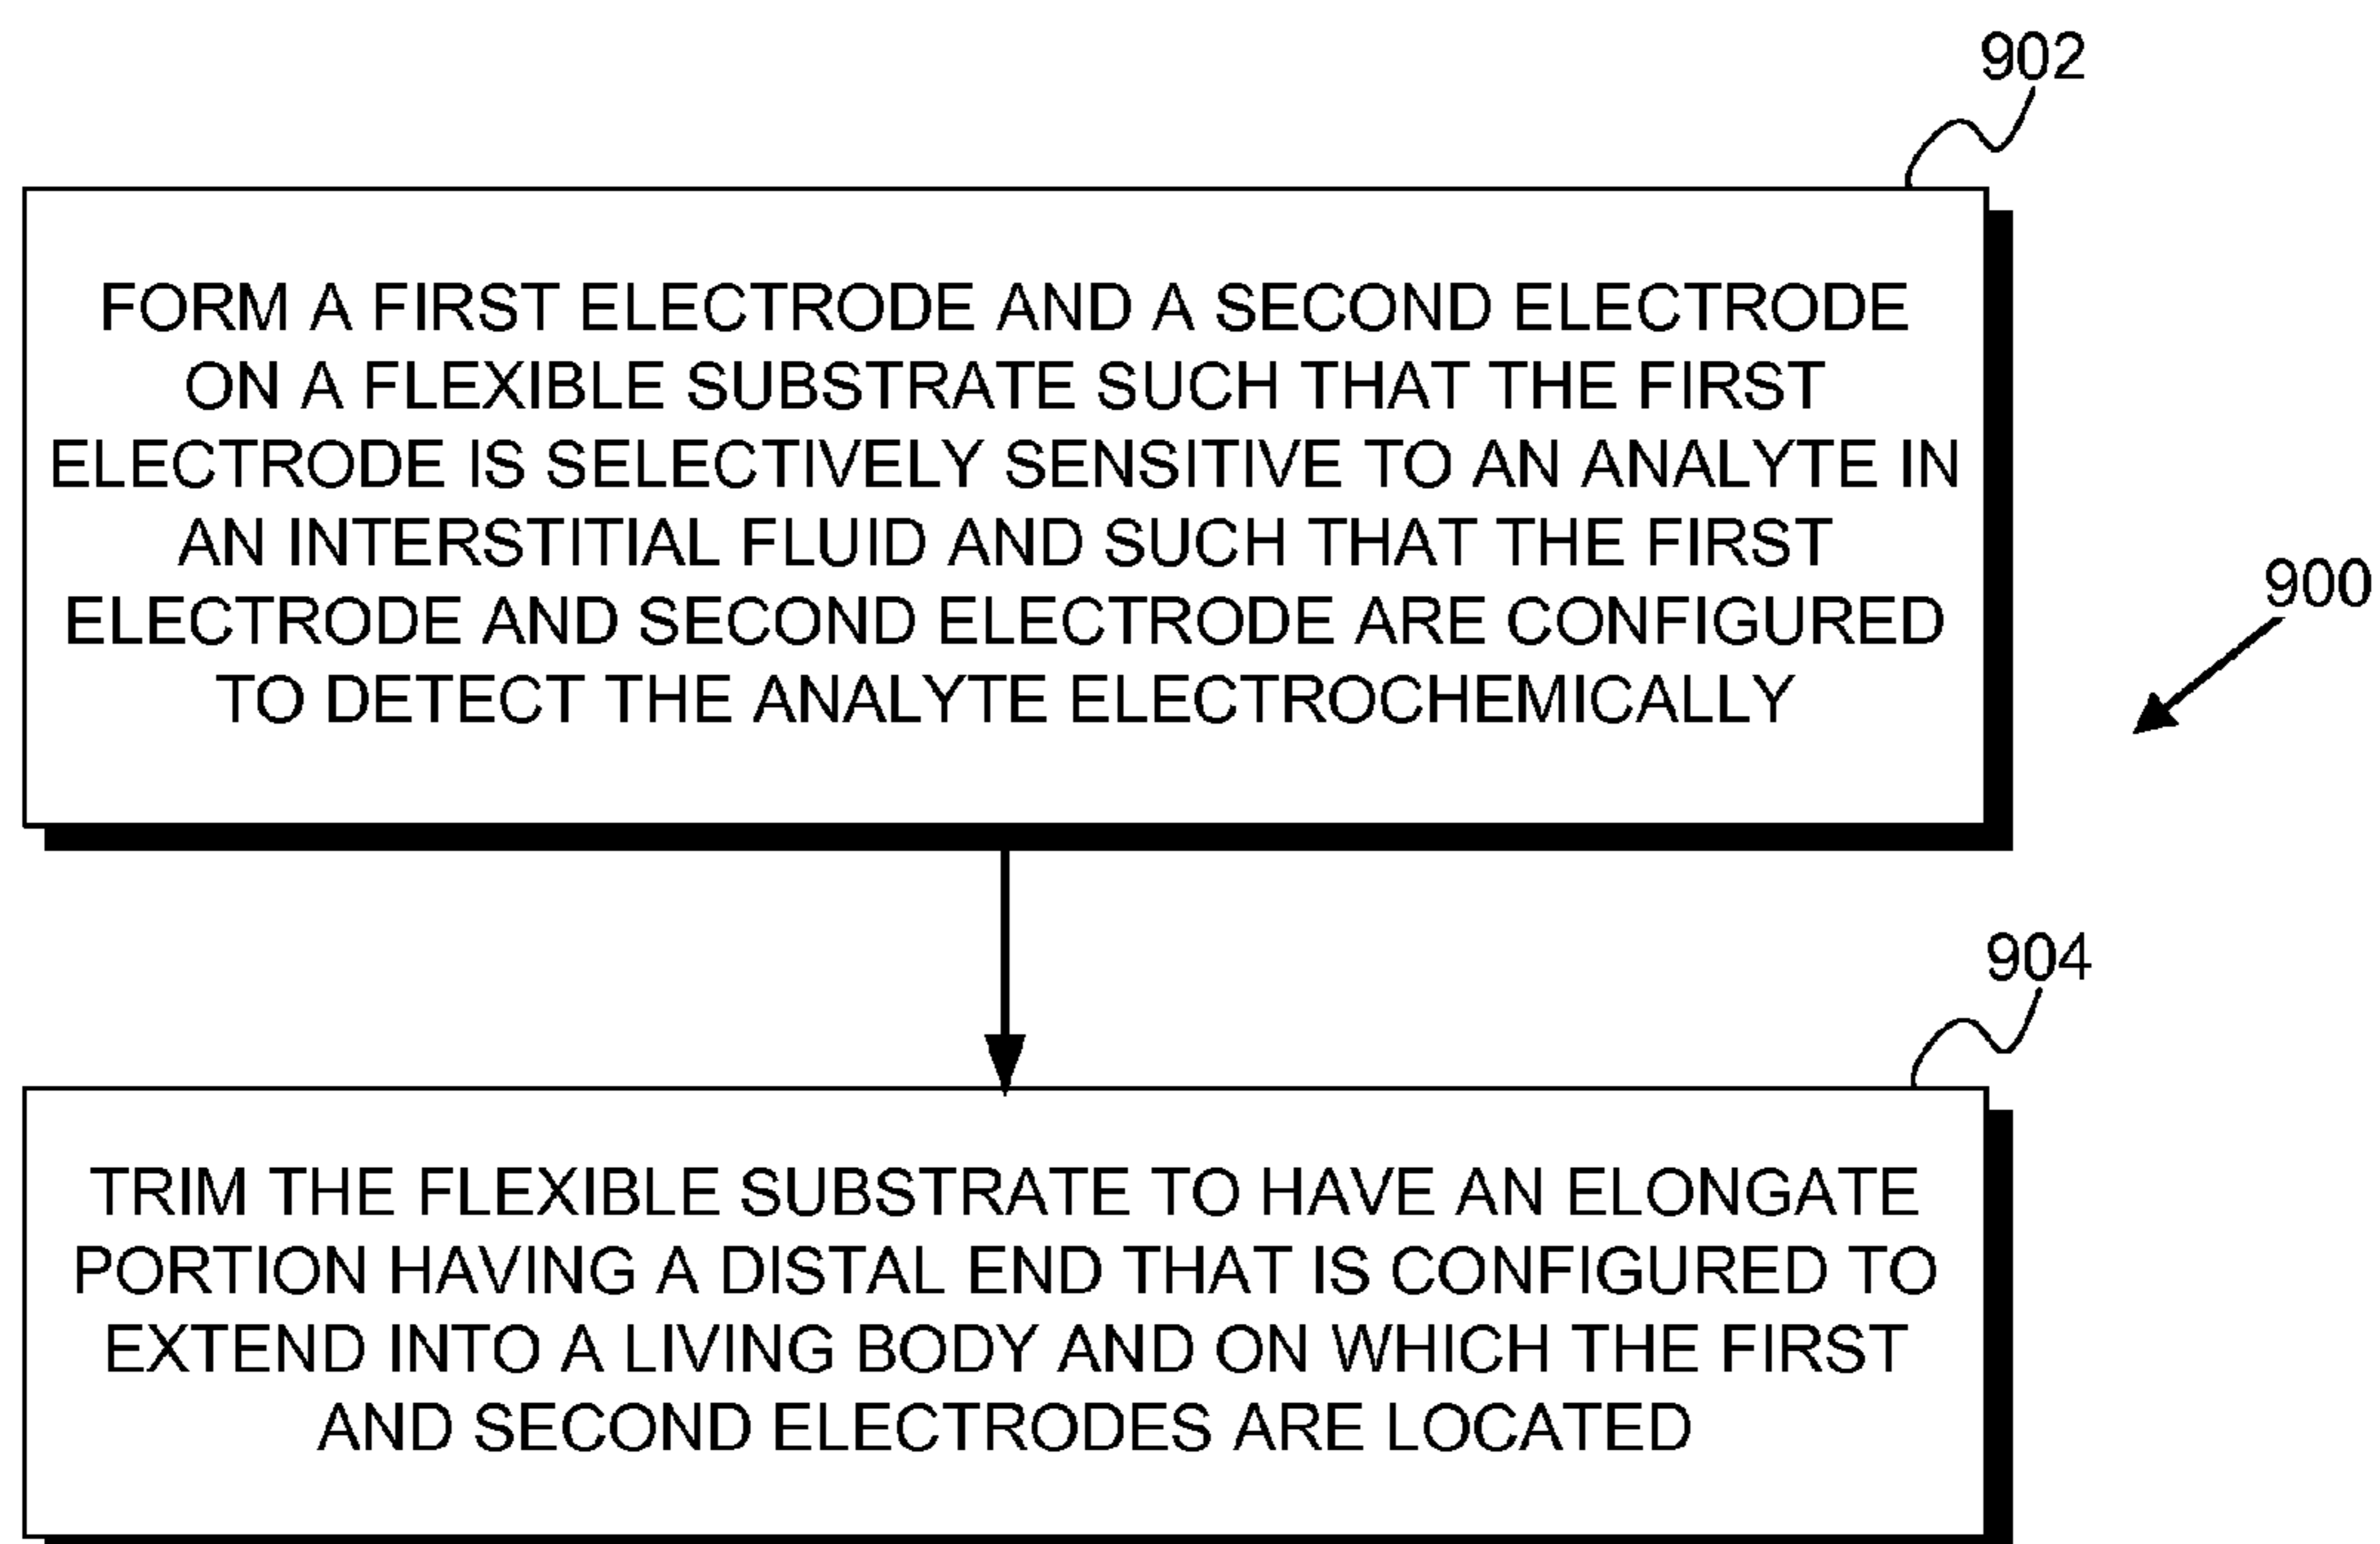 902
FORM A FIRST ELECTRODE AND A SECOND ELECTRODE
ON A FLEXIBLE SUBSTRATE SUCH THAT THE FIRST
ELECTRODE IS SELECTIVELY SENSITIVE TO AN ANALYTE IN
AN INTERSTITIAL FLUID AND SUCH THAT THE FIRST
ELECTRODE AND SECOND ELECTRODE ARE CONFIGURED
TO DETECT THE ANALYTE ELECTROCHEMICALLY
900
904
TRIM THE FLEXIBLE SUBSTRATE TO HAVE AN ELONGATE
PORTION HAVING A DISTAL END THAT IS CONFIGURED TO
EXTEND INTO A LIVING BODY AND ON WHICH THE FIRST
AND SECOND ELECTRODES ARE LOCATED